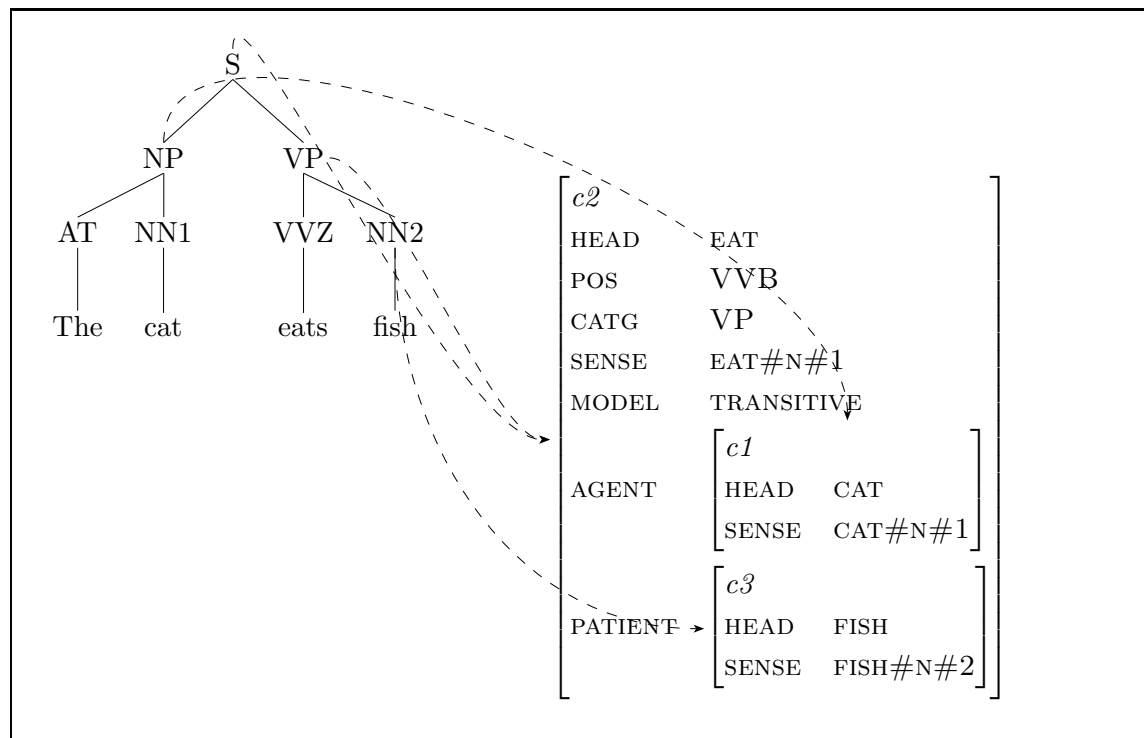 S
NP VP
AT NN1 VVZ NN2
The cat eats fish
c2
HEAD EAT
POS VVB
CATG VP
SENSE EAT#N#1
MODEL TRANSITIVE
AGENT
c1
HEAD CAT
SENSE CAT#N#1
PATIENT
c3
HEAD FISH
SENSE FISH#N#2